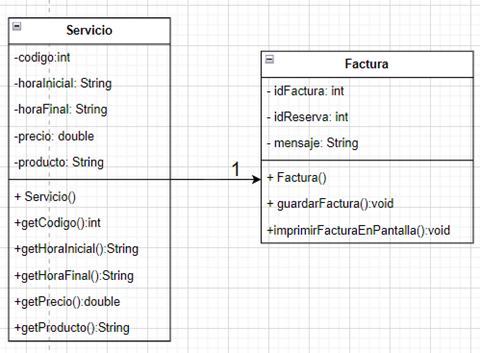 Servicio
-codigo:int
-horaInicial: String
-horaFinal: String
-precio: double
-producto: String
+ Servicio()
+getCodigo():int
+getHoraInicial():String
+getHoraFinal():String
+getPrecio():double
+getProducto():String
1
Factura
- idFactura: int
- idReserva: int
- mensaje: String
+ Factura()
+ guardarFactura():void
+imprimirFacturaEnPantalla():void